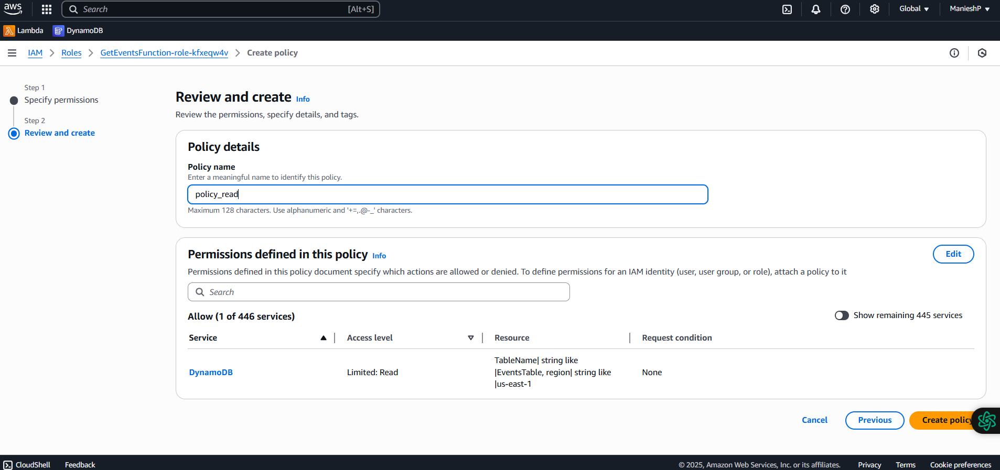 aws
Search
[Alt+S]
Global
ManieshP
Lambda
DynamoDB
IAM
Roles
GetEventsFunction-role-kfxeqw4v
Create policy
Step 1
Specify permissions
Step 2
Review and create
Review and create Info
Review the permissions, specify details, and tags.
Policy details
Policy name
Enter a meaningful name to identify this policy.
policy_read
Maximum 128 characters. Use alphanumeric and '+=,.@-_' characters.
Permissions defined in this policy Info
Edit
Permissions defined in this policy document specify which actions are allowed or denied. To define permissions for an IAM identity (user, user group, or role), attach a policy to it
Search
Allow (1 of 446 services)
Show remaining 445 services
Service
Access level
Resource
Request condition
DynamoDB
Limited: Read
TableName| string like
|EventsTable, region| string like
|us-east-1
None
Cancel
Previous
Create policy
CloudShell
Feedback
© 2025, Amazon Web Services, Inc. or its affiliates.
Privacy
Terms
Cookie preferences